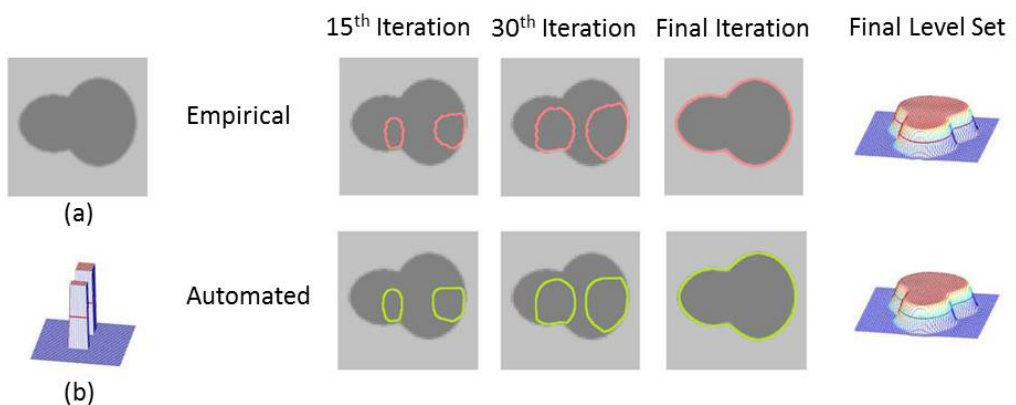 15th Iteration 30th Iteration Final Iteration Final Level Set
Empirical
(a)
Automated
(b)